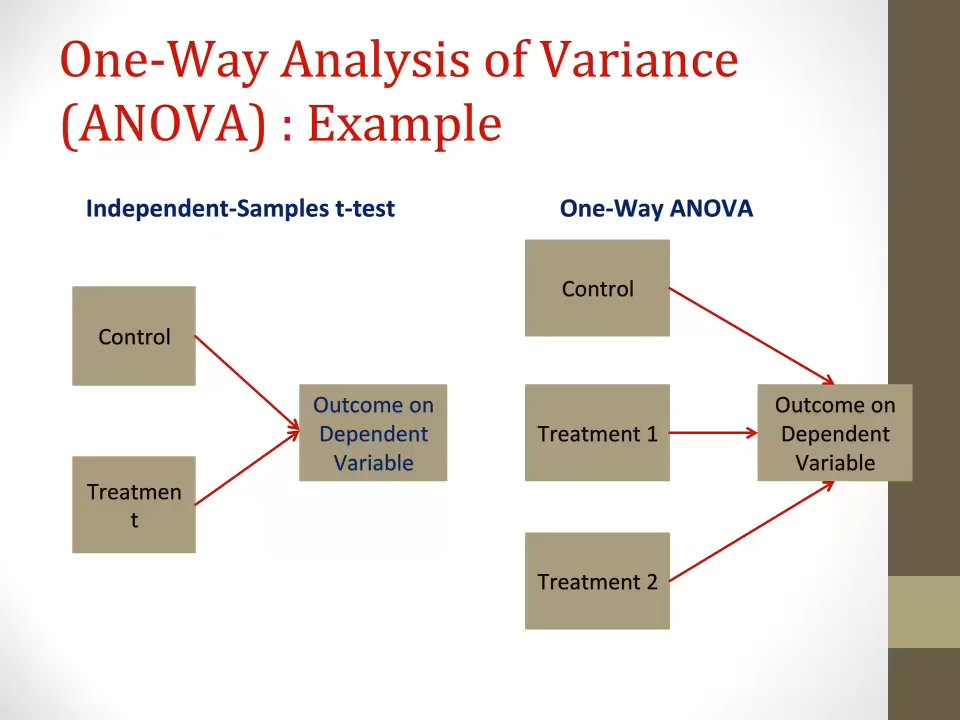 One-Way Analysis of Variance
(ANOVA) : Example
Independent-Samples t-test
Control
Treatmen
t
Outcome on
Dependent
Variable
One-Way ANOVA
Control
Treatment 1
Treatment 2
Outcome on
Dependent
Variable